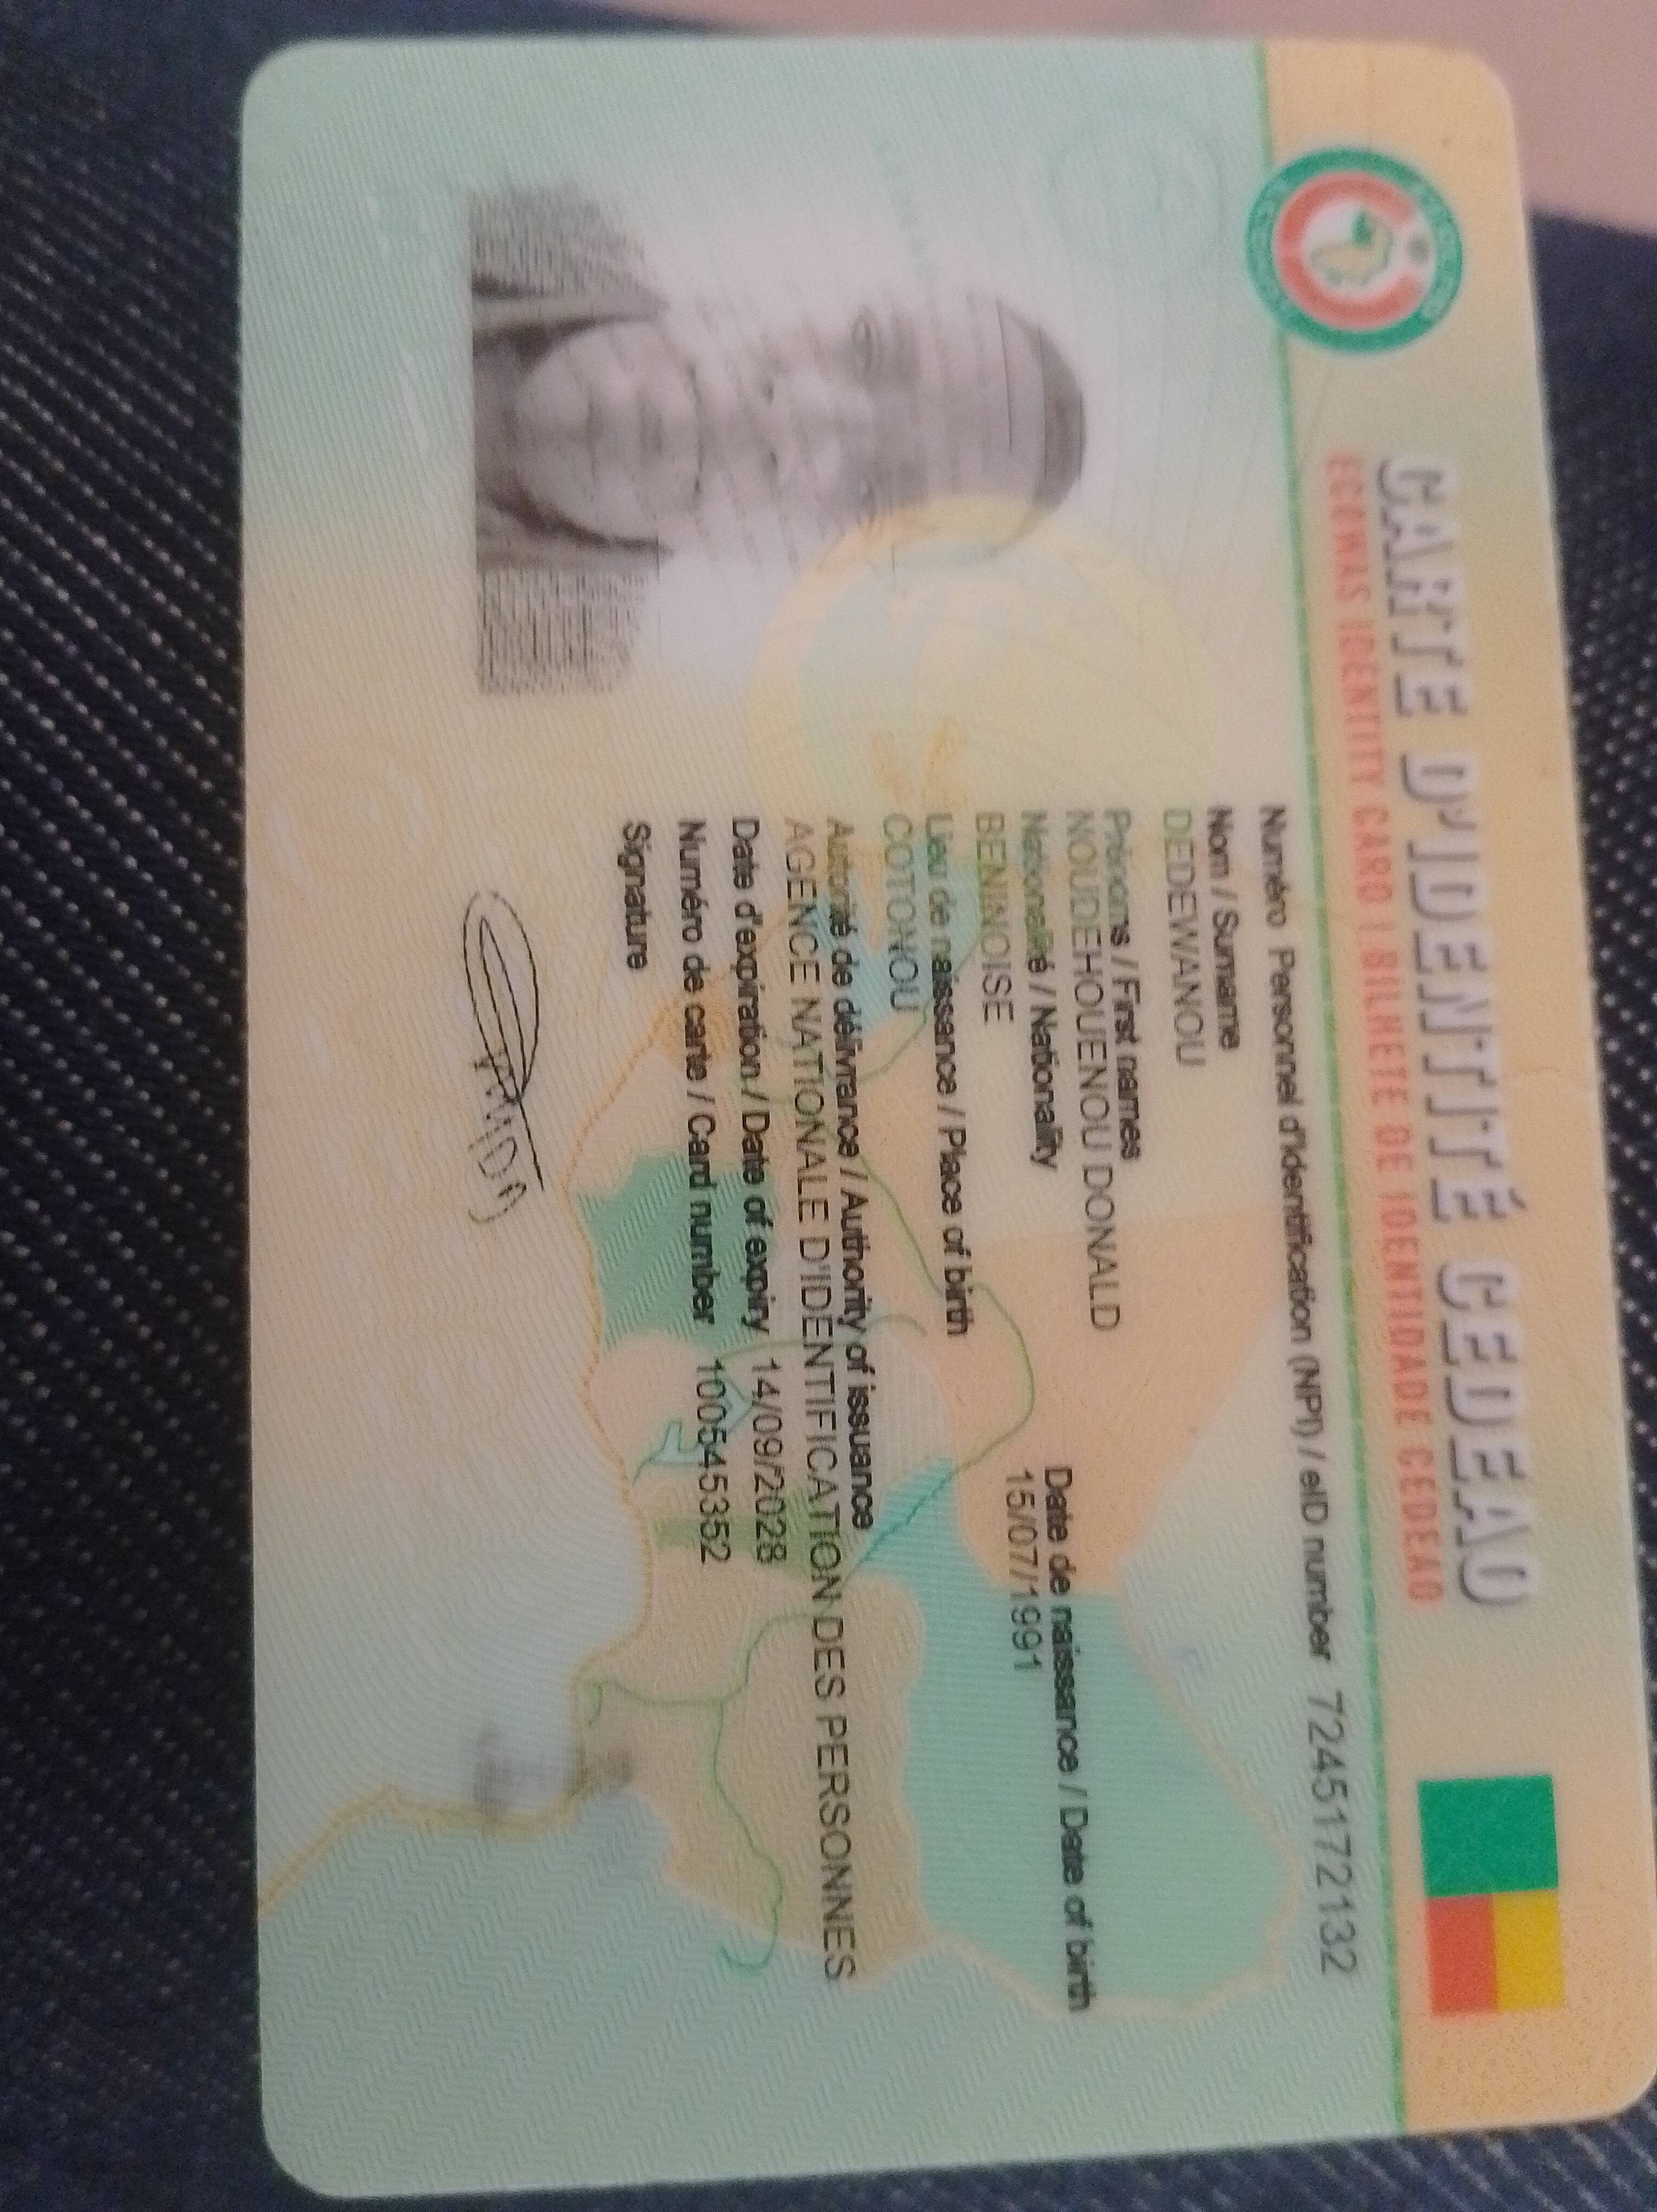 CARTE D'IDENTITÉ CEDEAO
ECOWAS IDENTITY CARD | BILHETE DE IDENTIDADE CEDEAO
Numéro Personnel d'Identification (NPI) / eID number 7245172132
Nom / Surname
DEDEWANOU
Prénoms / First names
NOUDEHOUENOU DONALD
Nationalité / Nationality
BENINOISE
Date de naissance / Date of birth
15/07/1991
Lieu de naissance / Place of birth
COTONOU
Autorité de délivrance / Authority of issuance
AGENCE NATIONALE D'IDENTIFICATION DES PERSONNES
Date d'expiration / Date of expiry 14/09/2028
Numéro de carte / Card number 100545352
Signature